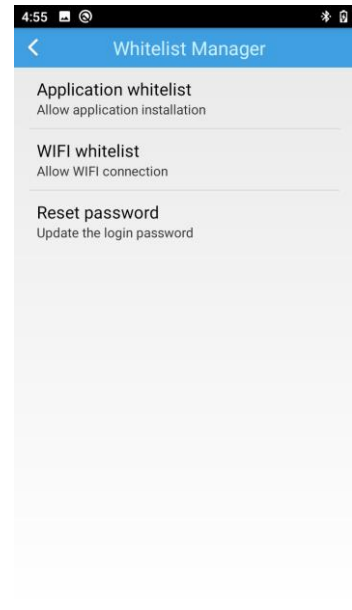 4:55
Whitelist Manager
Application whitelist
Allow application installation
WIFI whitelist
Allow WIFI connection
Reset password
Update the login password